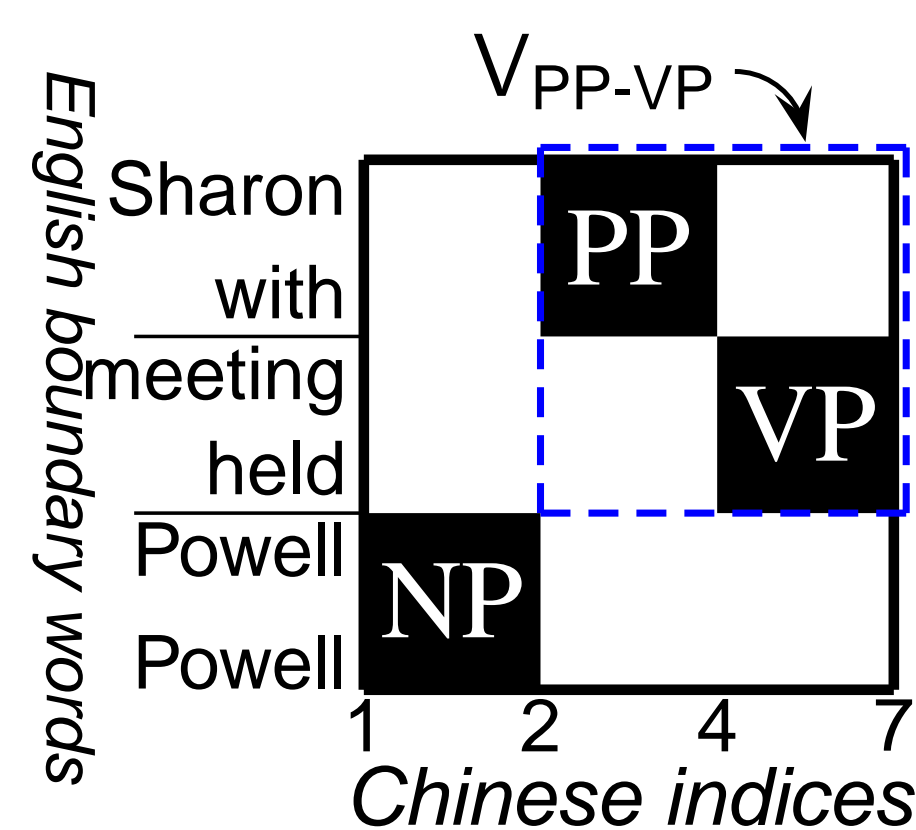 V_PP-VP
English boundary words
Sharon
with
meeting
held
Powell
Powell
PP
VP
NP
1 2 4 7
Chinese indices